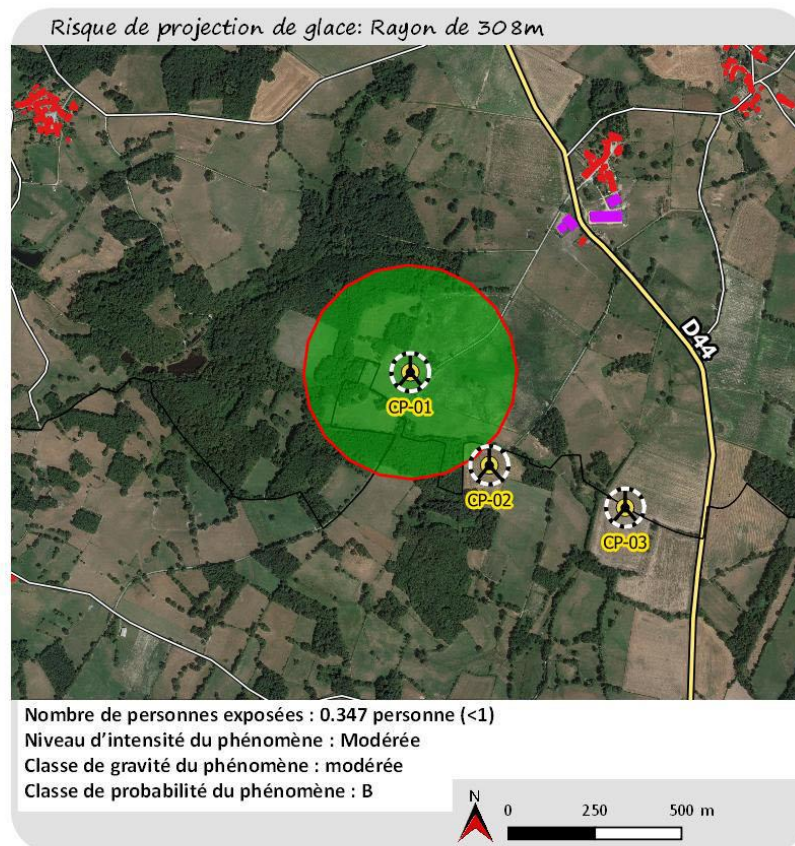 Risque de projection de glace: Rayon de 308m
D44
CP-01
CP-02
CP-03
Nombre de personnes exposées : 0.347 personne (<1)
Niveau d'intensité du phénomène : Modérée
Classe de gravité du phénomène : modérée
Classe de probabilité du phénomène : B
N
0 250 500 m